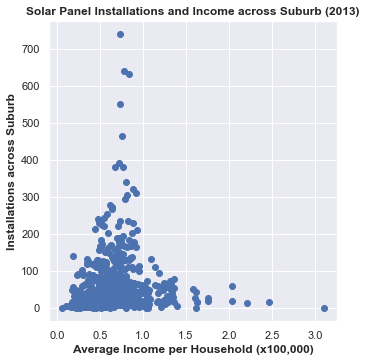 Solar Panel Installations and Income across Suburb (2013)
700
600
500
400
300
200
100
0
Installations across Suburb
0.0 0.5 1.0 1.5 2.0 2.5 3.0
Average Income per Household (x100,000)